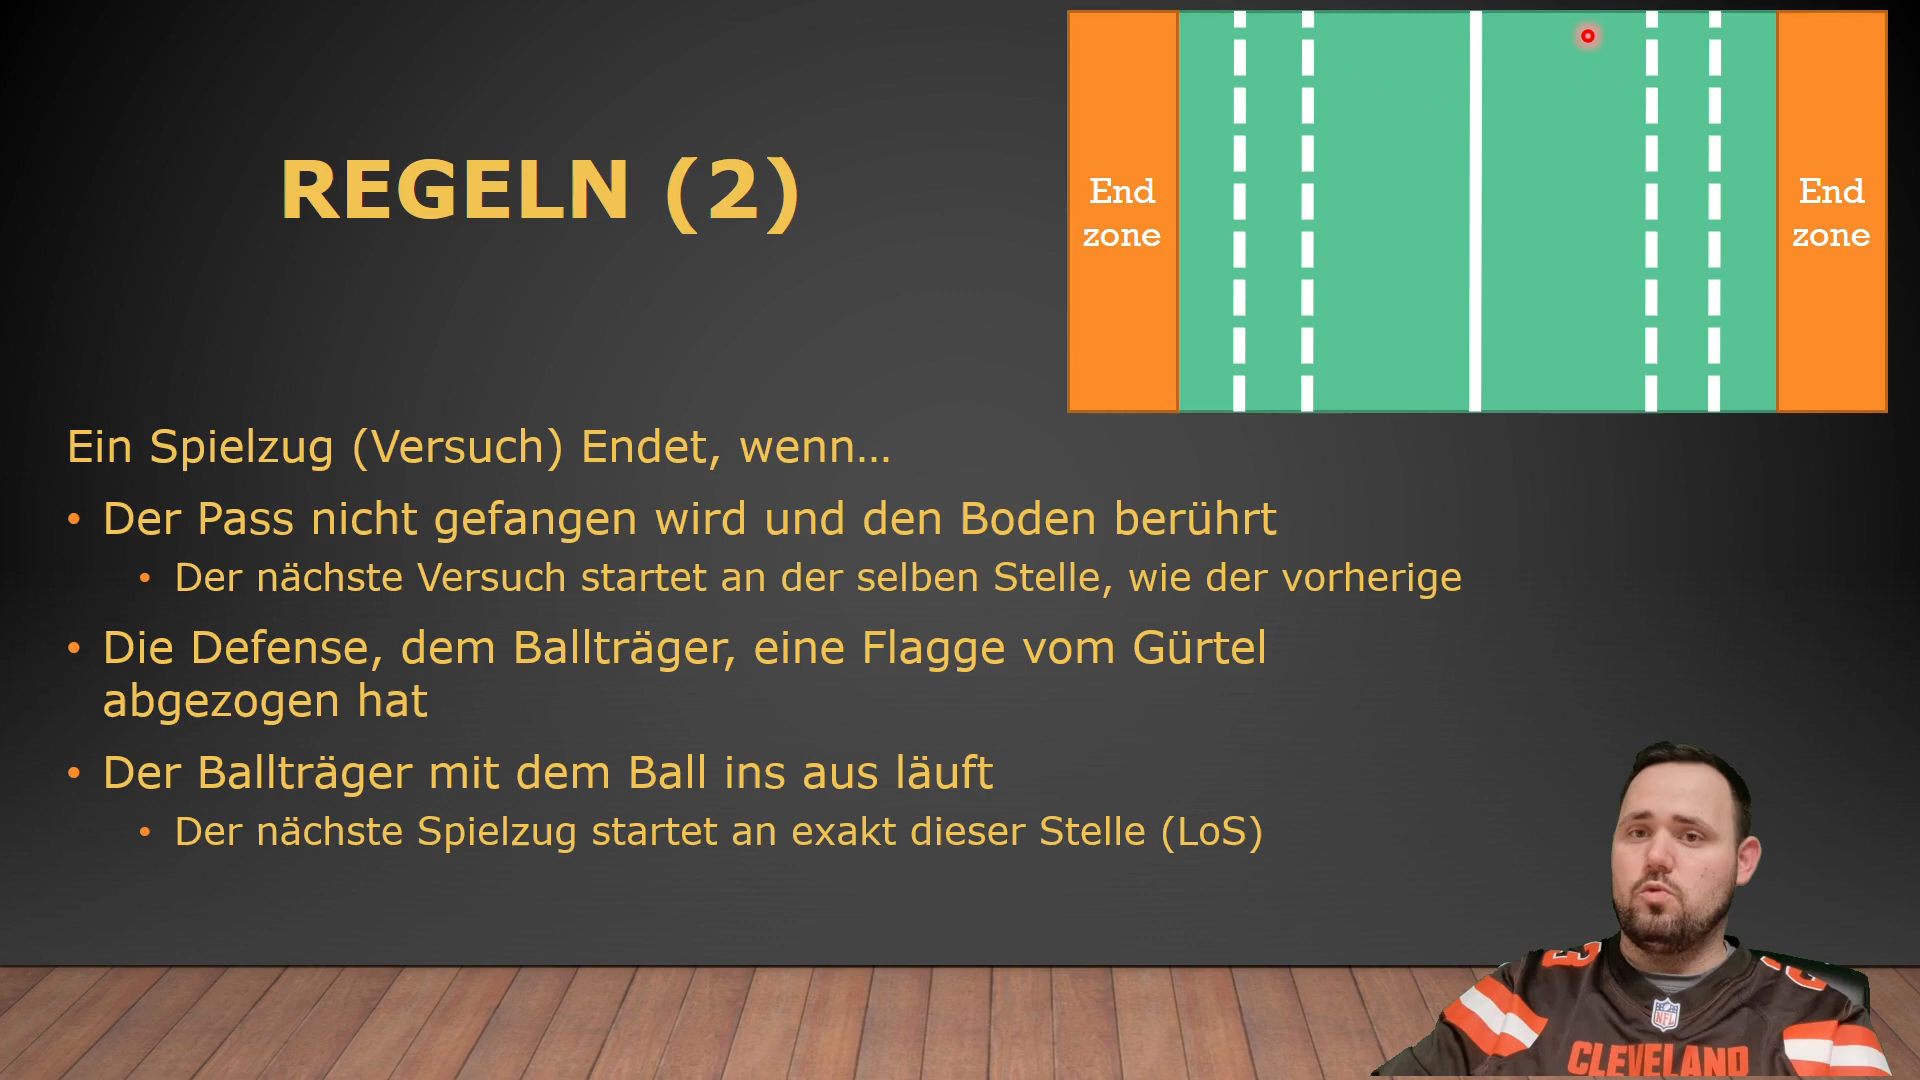 REGELN (2)
End
zone
End
zone
Ein Spielzug (Versuch) Endet, wenn...
• Der Pass nicht gefangen wird und den Boden berührt
• Der nächste Versuch startet an der selben Stelle, wie der vorherige
• Die Defense, dem Ballträger, eine Flagge vom Gürtel
abgezogen hat
• Der Ballträger mit dem Ball ins aus läuft
• Der nächste Spielzug startet an exakt dieser Stelle (LoS)
NFL
CLEVELAND